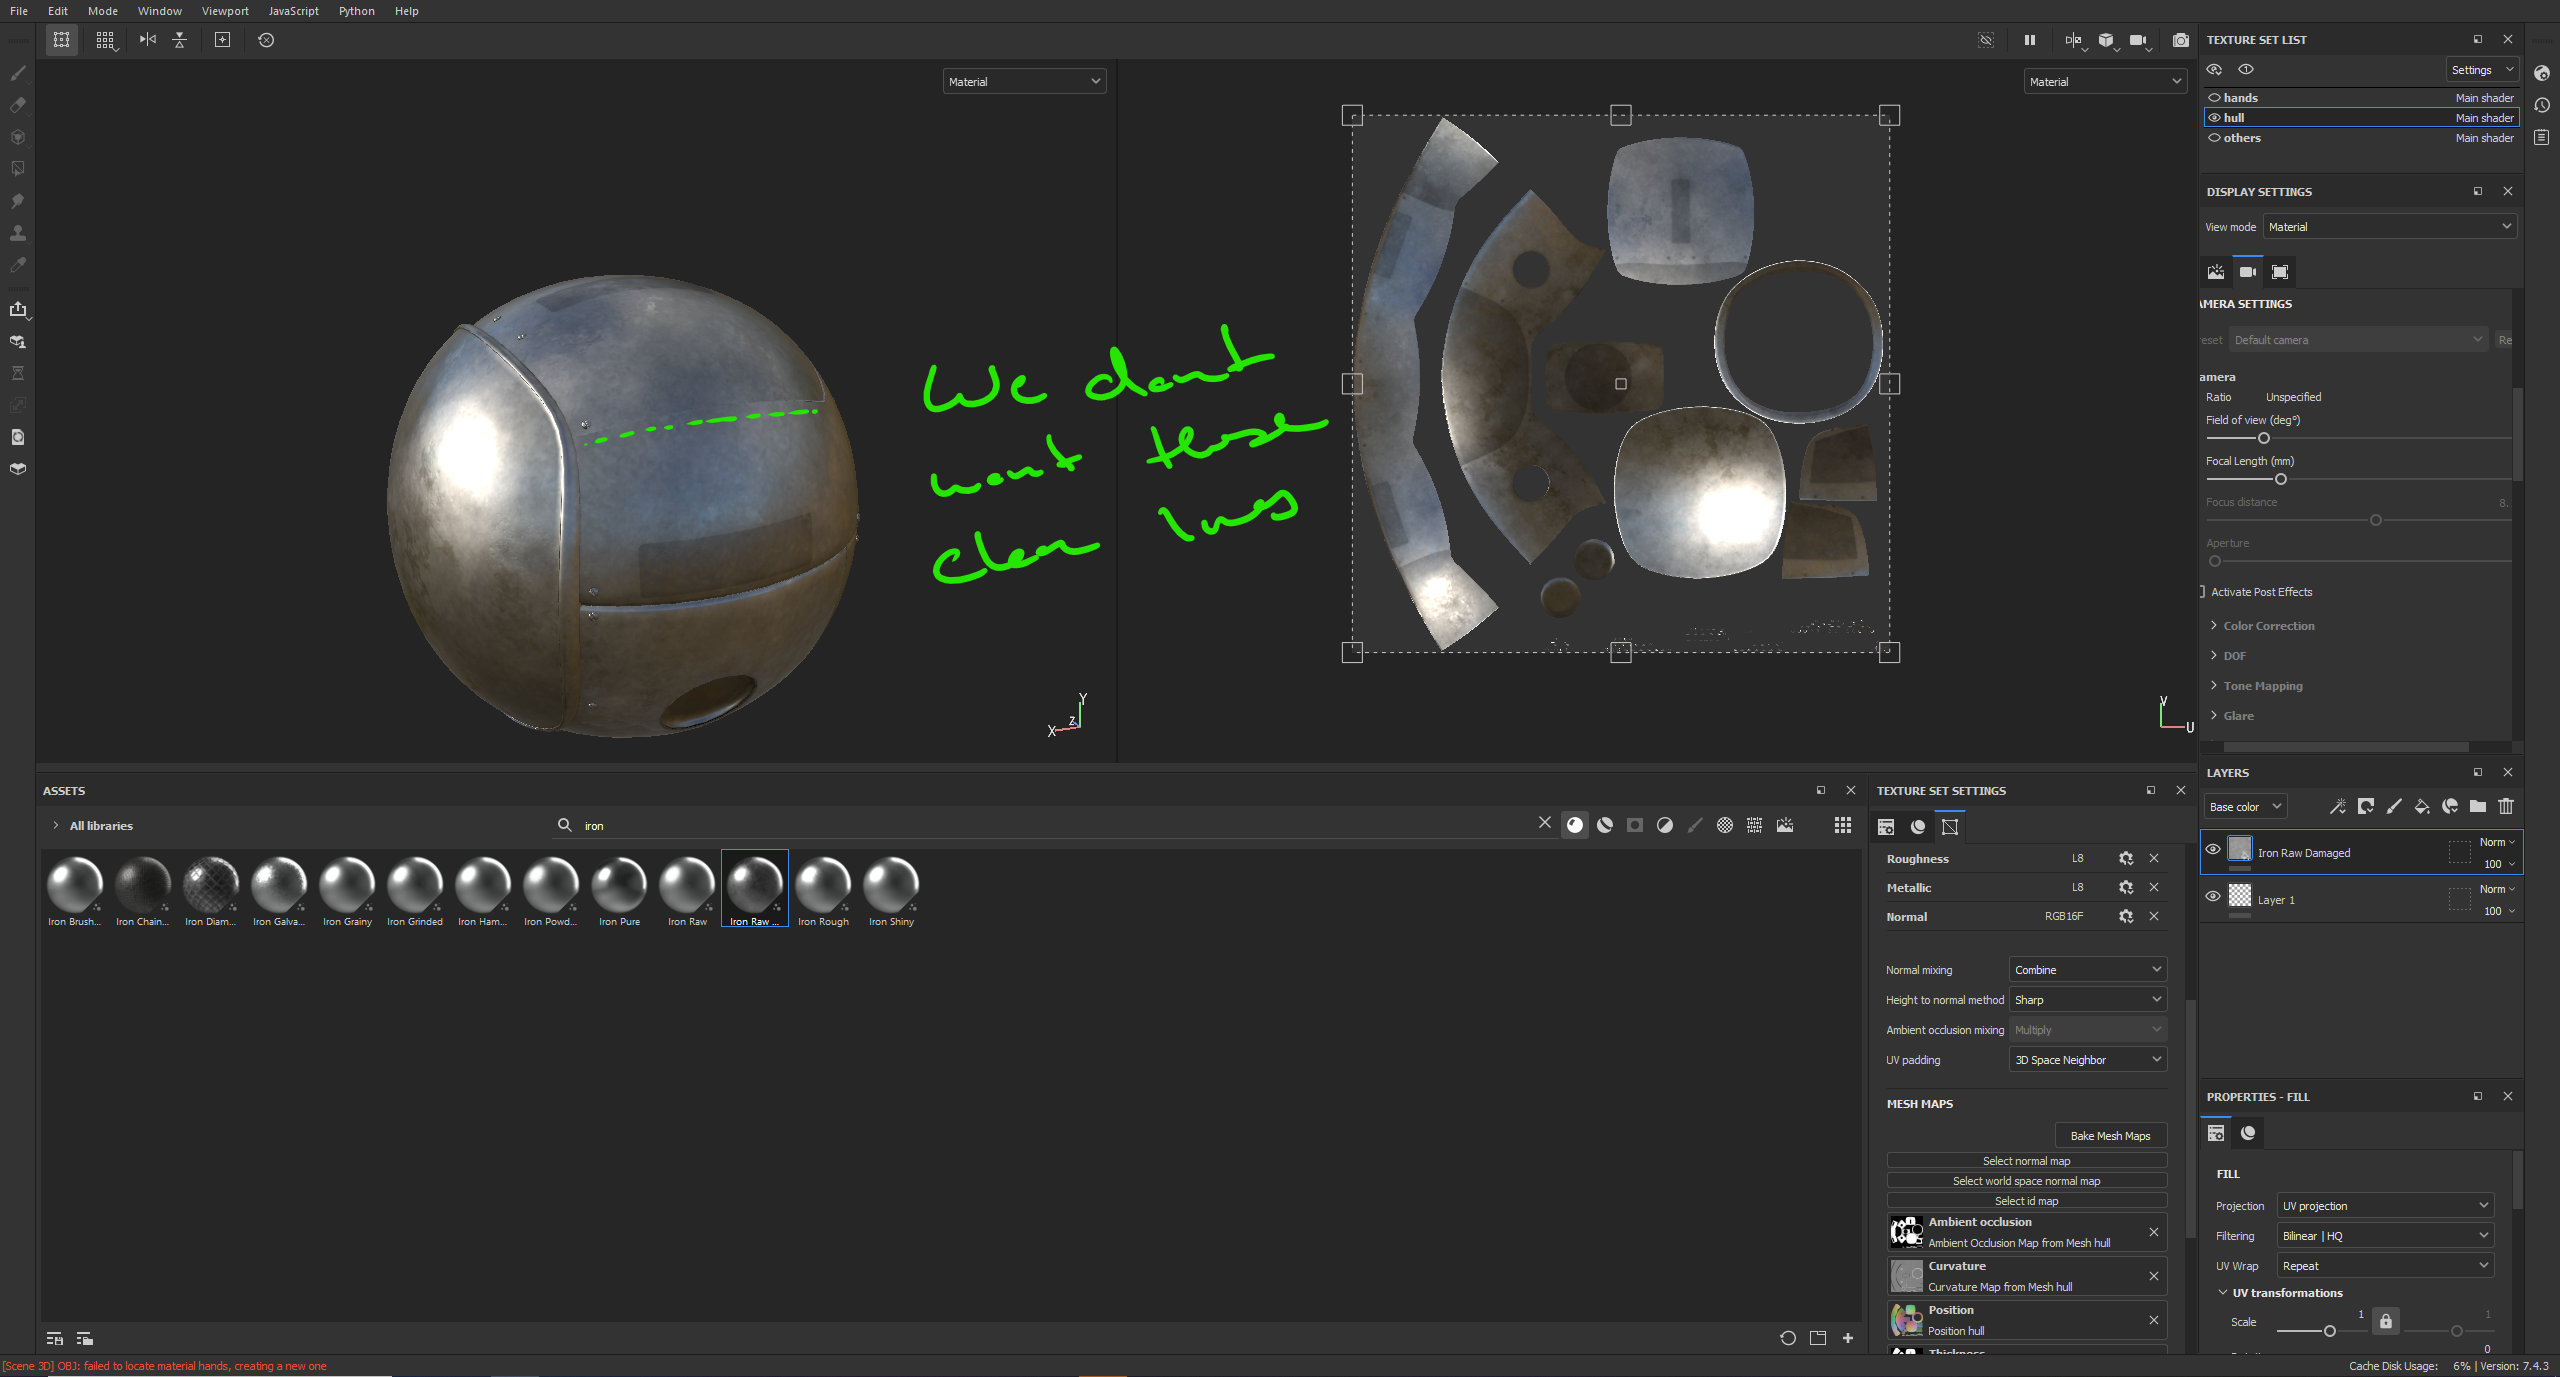 File Edit Mode Window Viewport JavaScript Python Help
Material
Material
We dont
want these
clean lines
Y
Z
X
V
U
TEXTURE SET LIST
Settings
hands Main shader
hull Main shader
others Main shader
DISPLAY SETTINGS
View mode Material
AMERA SETTINGS
eset Default camera Re
amera
Ratio Unspecified
Field of view (deg°)
Focal Length (mm)
Focus distance 8.
Aperture
Activate Post Effects
Color Correction
DOF
Tone Mapping
Glare
ASSETS
All libraries
iron
Iron Brush... Iron Chain... Iron Diam... Iron Galva... Iron Grainy Iron Grinded Iron Ham... Iron Powd... Iron Pure Iron Raw Iron Raw ... Iron Rough Iron Shiny
TEXTURE SET SETTINGS
Roughness L8
Metallic L8
Normal RGB16F
Normal mixing Combine
Height to normal method Sharp
Ambient occlusion mixing Multiply
UV padding 3D Space Neighbor
MESH MAPS
Bake Mesh Maps
Select normal map
Select world space normal map
Select id map
Ambient occlusion
Ambient Occlusion Map from Mesh hull
Curvature
Curvature Map from Mesh hull
Position
Position hull
Thickness
LAYERS
Base color
Iron Raw Damaged Norm
100
Layer 1 Norm
100
PROPERTIES - FILL
FILL
Projection UV projection
Filtering Bilinear | HQ
UV Wrap Repeat
UV transformations
Scale 1 1
0
[Scene 3D] OBJ: failed to locate material hands, creating a new one
Cache Disk Usage: 6% | Version: 7.4.3